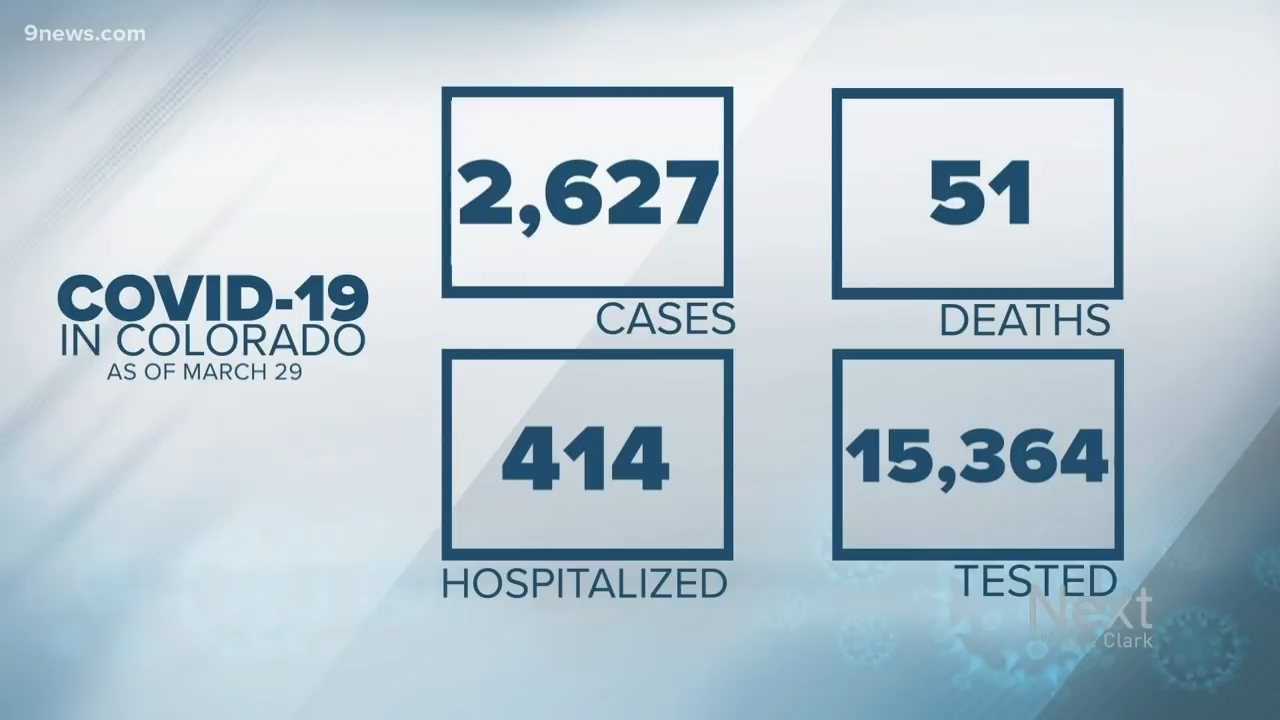 9news.com
COVID-19
IN COLORADO
AS OF MARCH 29
2,627
CASES
51
DEATHS
414
HOSPITALIZED
15,364
TESTED
Next
Clark